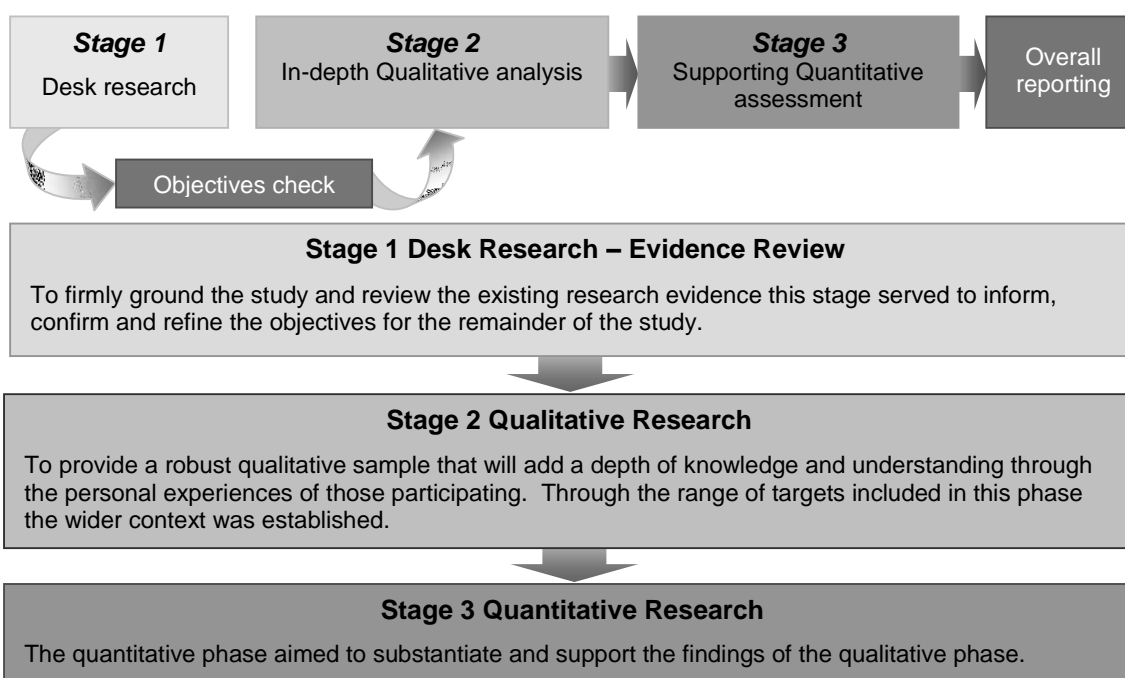 Stage 1
Desk research
Stage 2
In-depth Qualitative analysis
Stage 3
Supporting Quantitative
assessment
Overall
reporting
Objectives check
Stage 1 Desk Research – Evidence Review
To firmly ground the study and review the existing research evidence this stage served to inform,
confirm and refine the objectives for the remainder of the study.
Stage 2 Qualitative Research
To provide a robust qualitative sample that will add a depth of knowledge and understanding through
the personal experiences of those participating.  Through the range of targets included in this phase
the wider context was established.
Stage 3 Quantitative Research
The quantitative phase aimed to substantiate and support the findings of the qualitative phase.